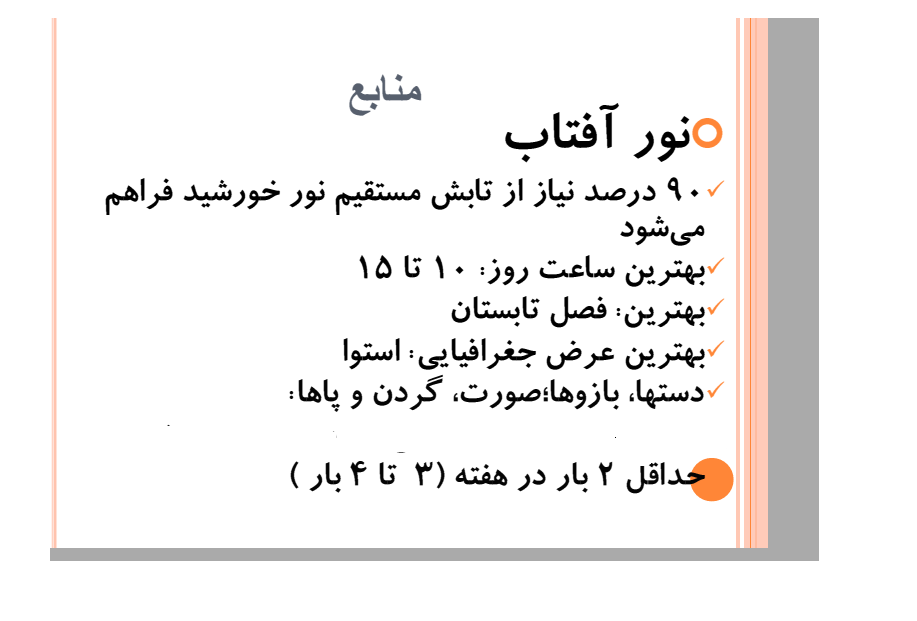 منابع
نور آفتاب
۹۰ درصد نیاز از تابش مستقیم نور خورشید فراهم
می‌شود
بهترین ساعت روز: ۱۰ تا ۱۵
بهترین: فصل تابستان
بهترین عرض جغرافیایی: استوا
دستها، بازوها؛صورت، گردن و پاها:
حداقل ۲ بار در هفته (۳ تا ۴ بار )